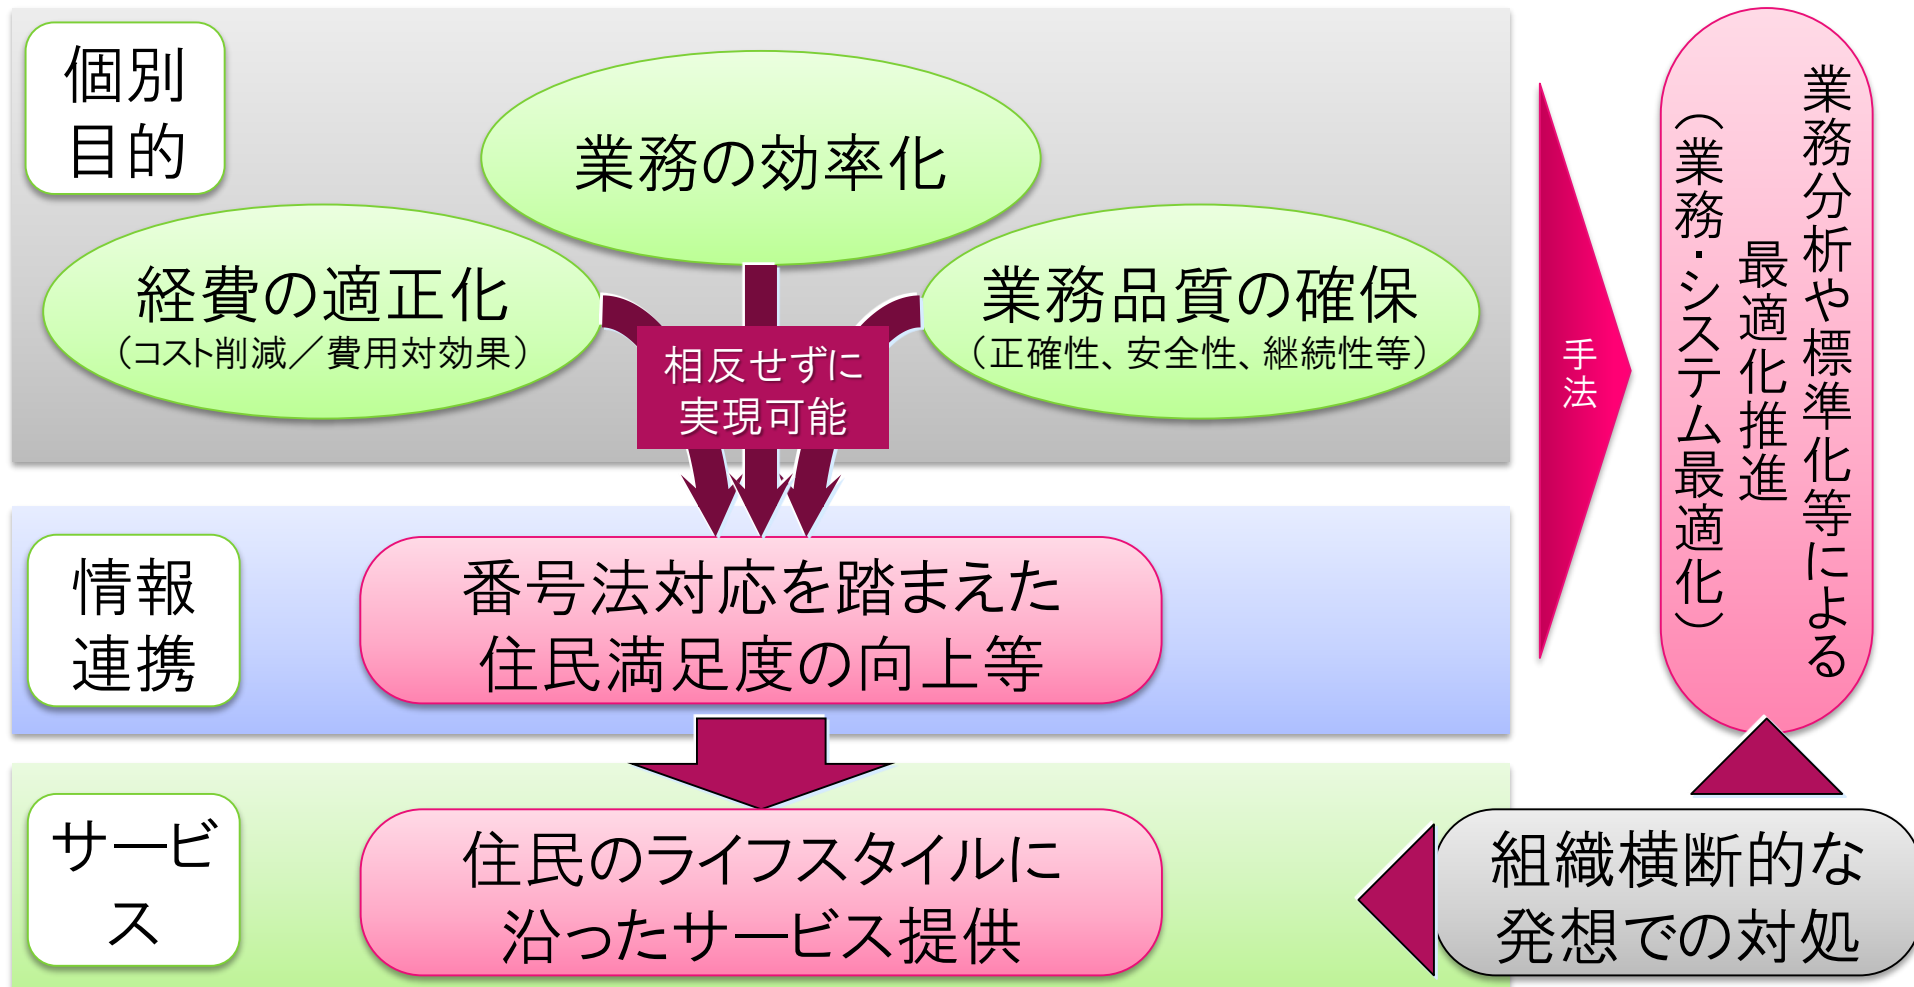 個別
目的
業務の効率化
経費の適正化
（コスト削減／費用対効果）
業務品質の確保
（正確性、安全性、継続性等）
相反せずに
実現可能
情報
連携
番号法対応を踏まえた
住民満足度の向上等
サービ
ス
住民のライフスタイルに
沿ったサービス提供
手法
業務分析や標準化等による
最適化推進
（業務・システム最適化）
組織横断的な
発想での対処